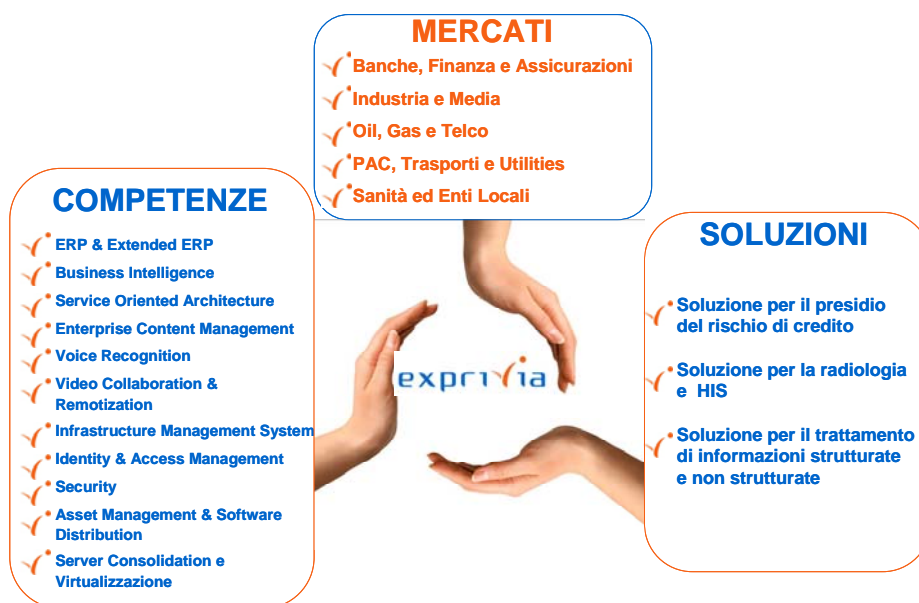 MERCATI
Banche, Finanza e Assicurazioni
Industria e Media
Oil, Gas e Telco
PAC, Trasporti e Utilities
Sanità ed Enti Locali
COMPETENZE
ERP & Extended ERP
Business Intelligence
Service Oriented Architecture
Enterprise Content Management
Voice Recognition
Video Collaboration &
Remotization
Infrastructure Management System
Identity & Access Management
Security
Asset Management & Software
Distribution
Server Consolidation e
Virtualizzazione
exprivia
SOLUZIONI
Soluzione per il presidio
del rischio di credito
Soluzione per la radiologia
e HIS
Soluzione per il trattamento
di informazioni strutturate
e non strutturate